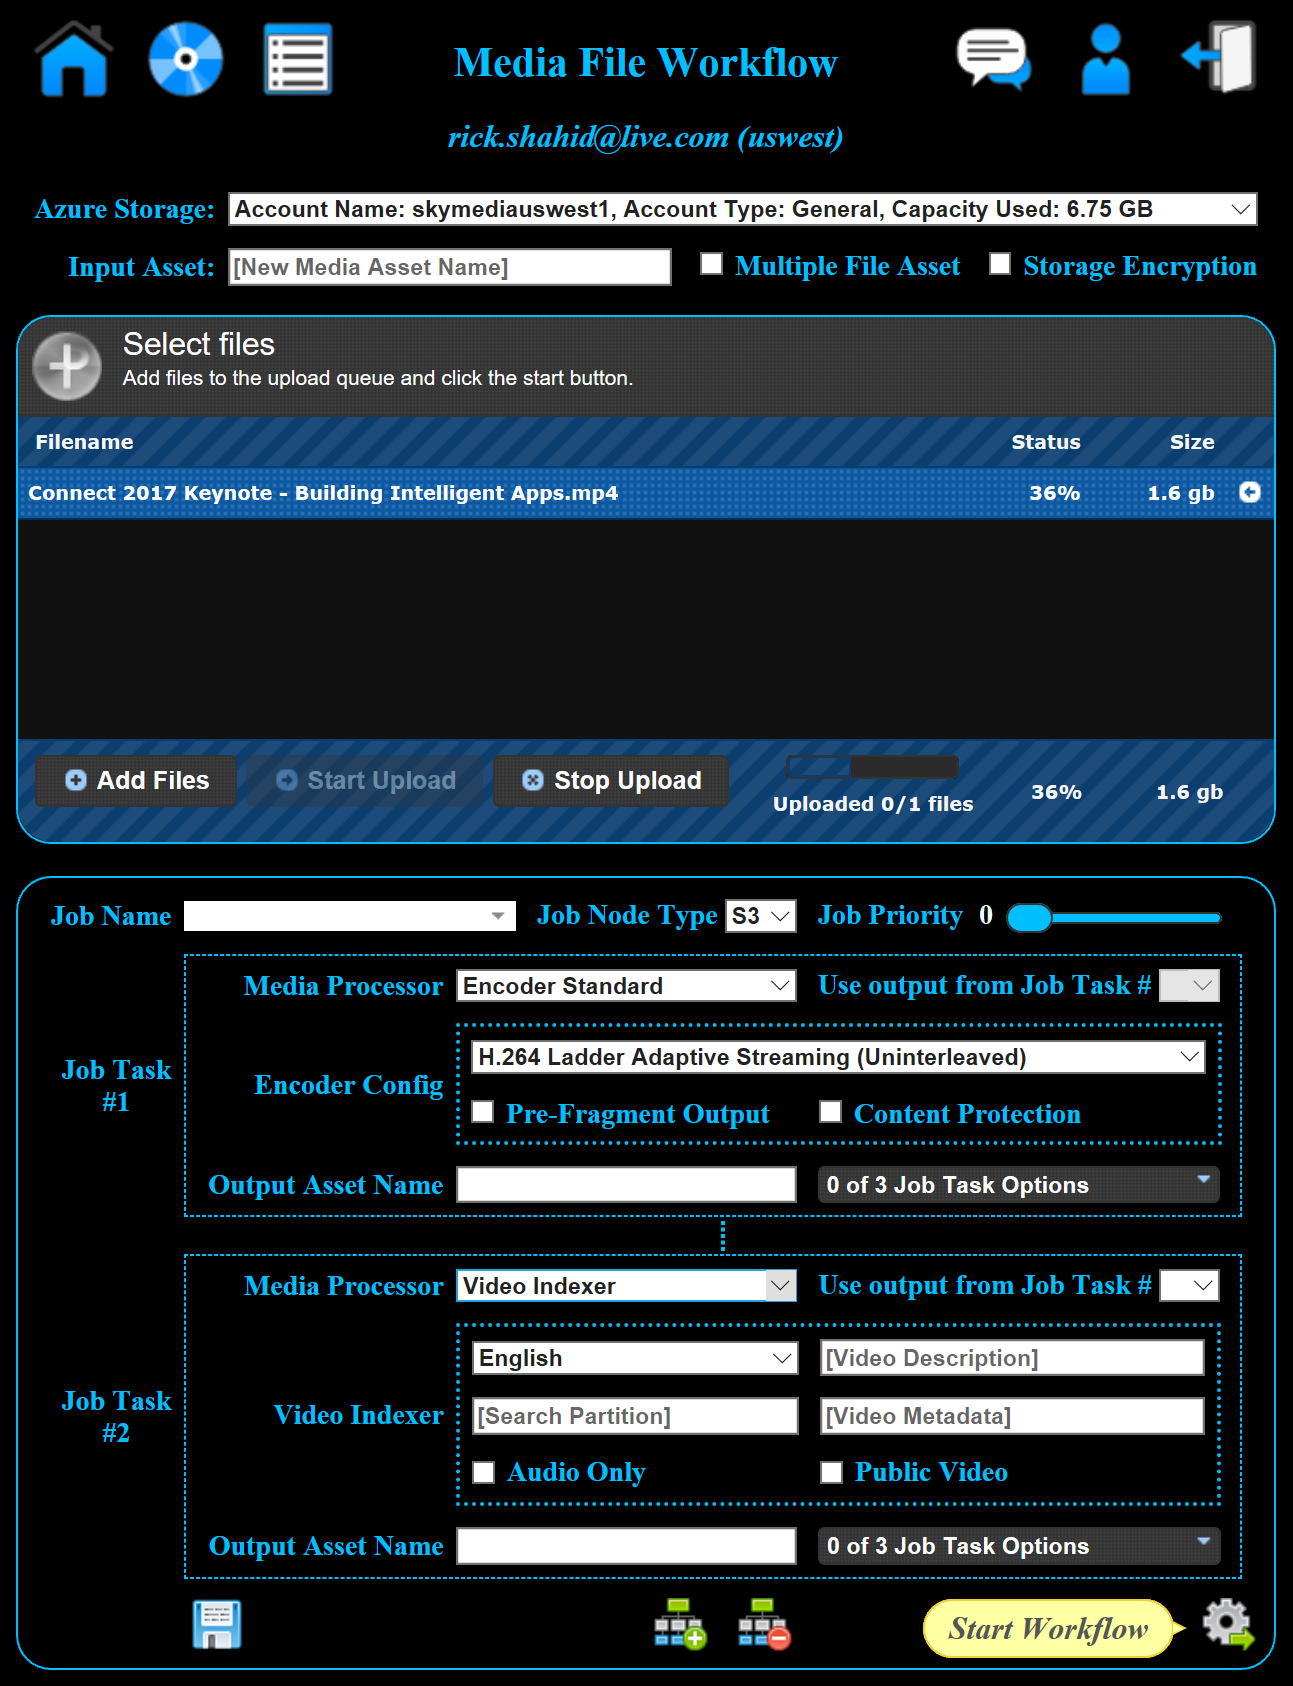 Media File Workflow
rick.shahid@live.com (uswest)
Azure Storage: Account Name: skymediauswest1, Account Type: General, Capacity Used: 6.75 GB
Input Asset: [New Media Asset Name] Multiple File Asset Storage Encryption
Select files
Add files to the upload queue and click the start button.
Filename Status Size
Connect 2017 Keynote - Building Intelligent Apps.mp4 36% 1.6 gb
Add Files Start Upload Stop Upload 36% 1.6 gb
Uploaded 0/1 files
Job Name Job Node Type S3 Job Priority 0
Media Processor Encoder Standard Use output from Job Task #
Job Task
#1
Encoder Config H.264 Ladder Adaptive Streaming (Uninterleaved)
Pre-Fragment Output Content Protection
Output Asset Name 0 of 3 Job Task Options
Media Processor Video Indexer Use output from Job Task #
Job Task
#2
Video Indexer
English [Video Description]
[Search Partition] [Video Metadata]
Audio Only Public Video
Output Asset Name 0 of 3 Job Task Options
Start Workflow